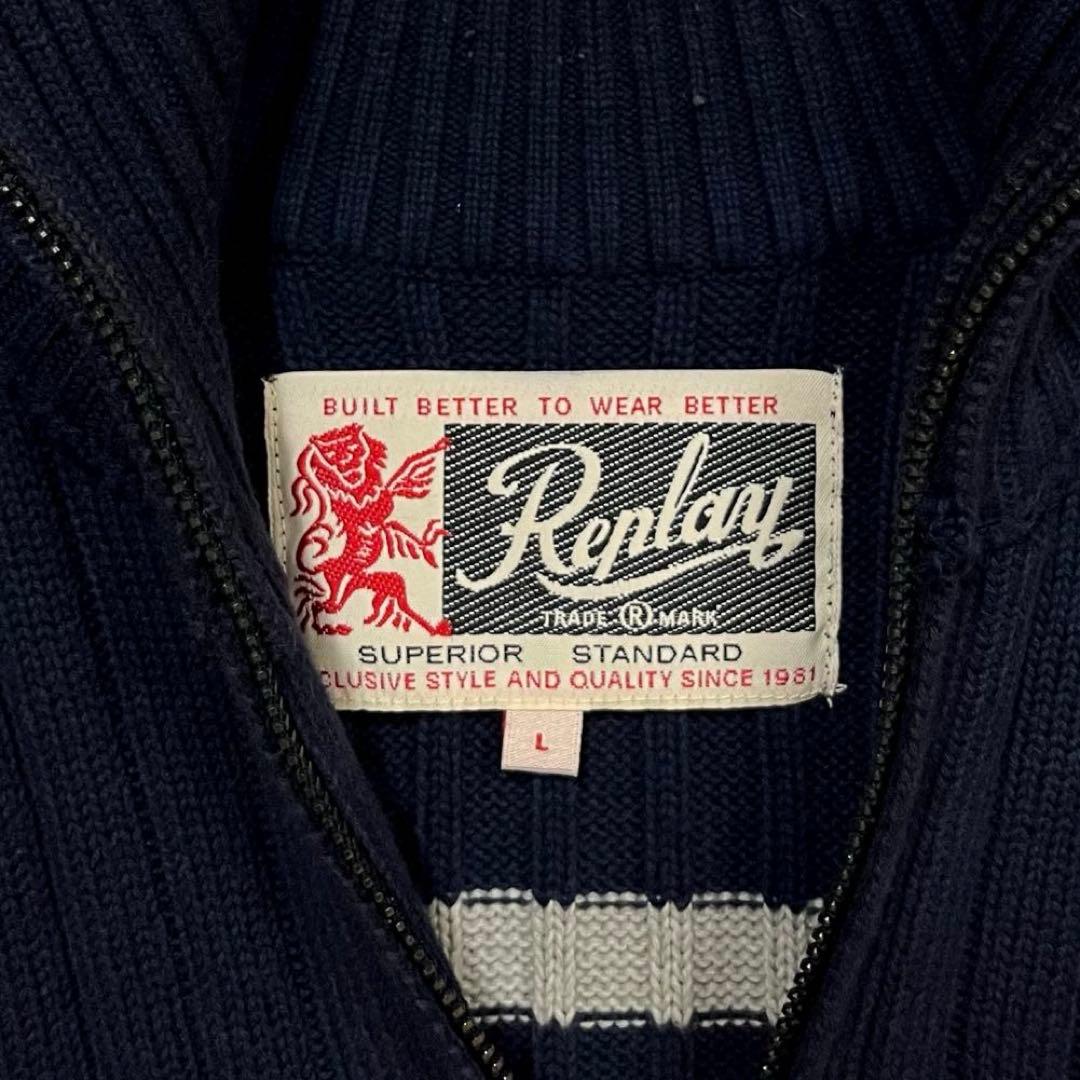 BUILT BETTER TO WEAR BETTER
Replay
TRADE ® MARK
SUPERIOR STANDARD
CLUSIVE STYLE AND QUALITY SINCE 1981
L